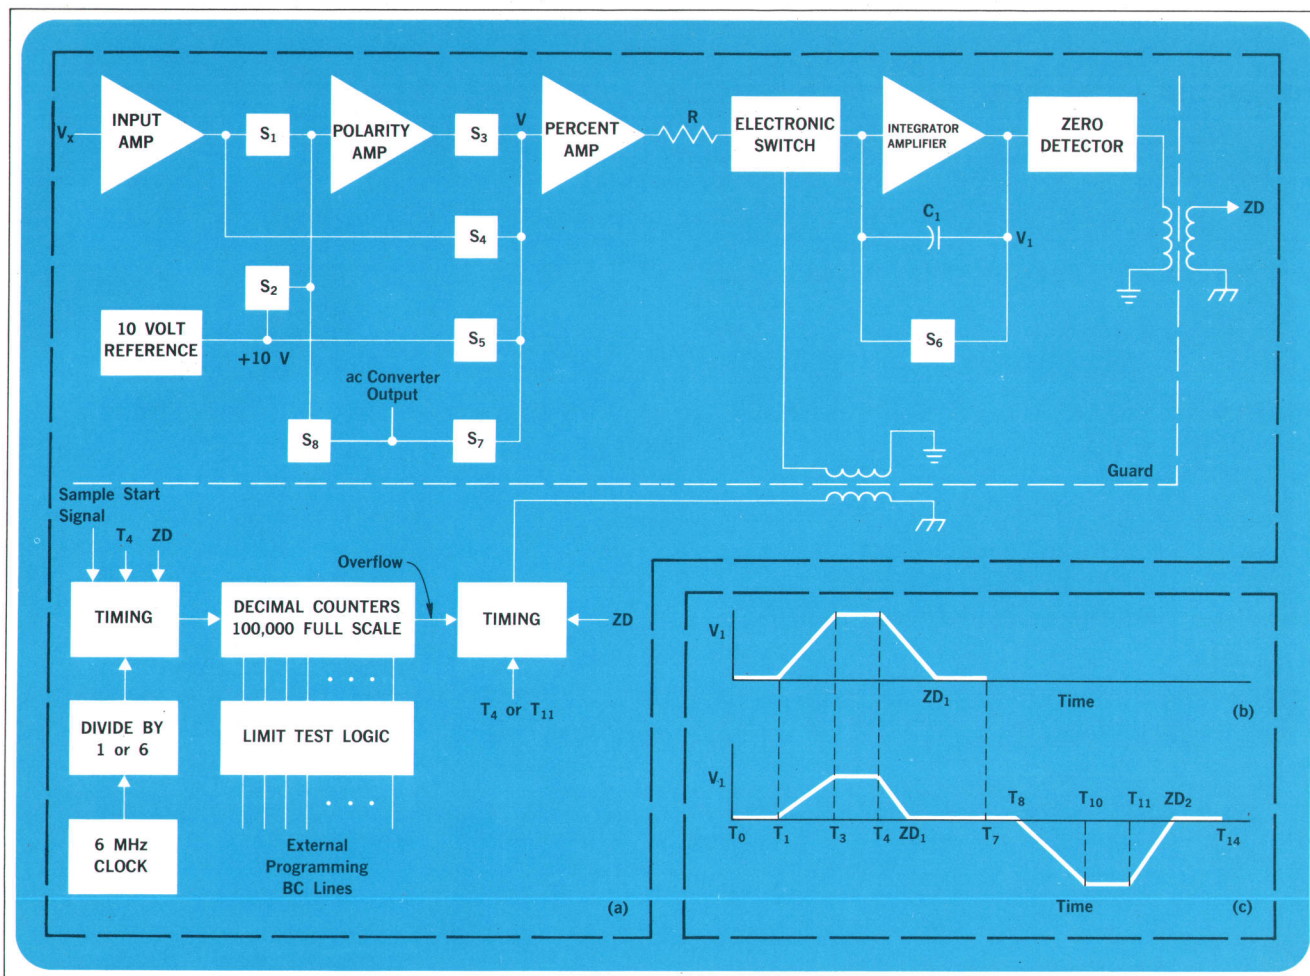 INPUT
AMP
Vₓ
S₁
POLARITY
AMP
S₃
V
PERCENT
AMP
R
ELECTRONIC
SWITCH
INTEGRATOR
AMPLIFIER
ZERO
DETECTOR
C₁
V₁
ZD
S₄
S₂
10 VOLT
REFERENCE
+10 V
S₅
S₆
ac Converter
Output
S₈
S₇
Guard
Sample Start
Signal
T₄
ZD
TIMING
DECIMAL COUNTERS
100,000 FULL SCALE
Overflow
TIMING
ZD
T₄ or T₁₁
DIVIDE BY
1 or 6
LIMIT TEST LOGIC
6 MHz
CLOCK
External
Programming
BC Lines
(a)
V₁
ZD₁
Time
(b)
V₁
T₀
T₁
T₃
T₄
ZD₁
T₇
T₈
T₁₀
T₁₁
ZD₂
T₁₄
Time
(c)